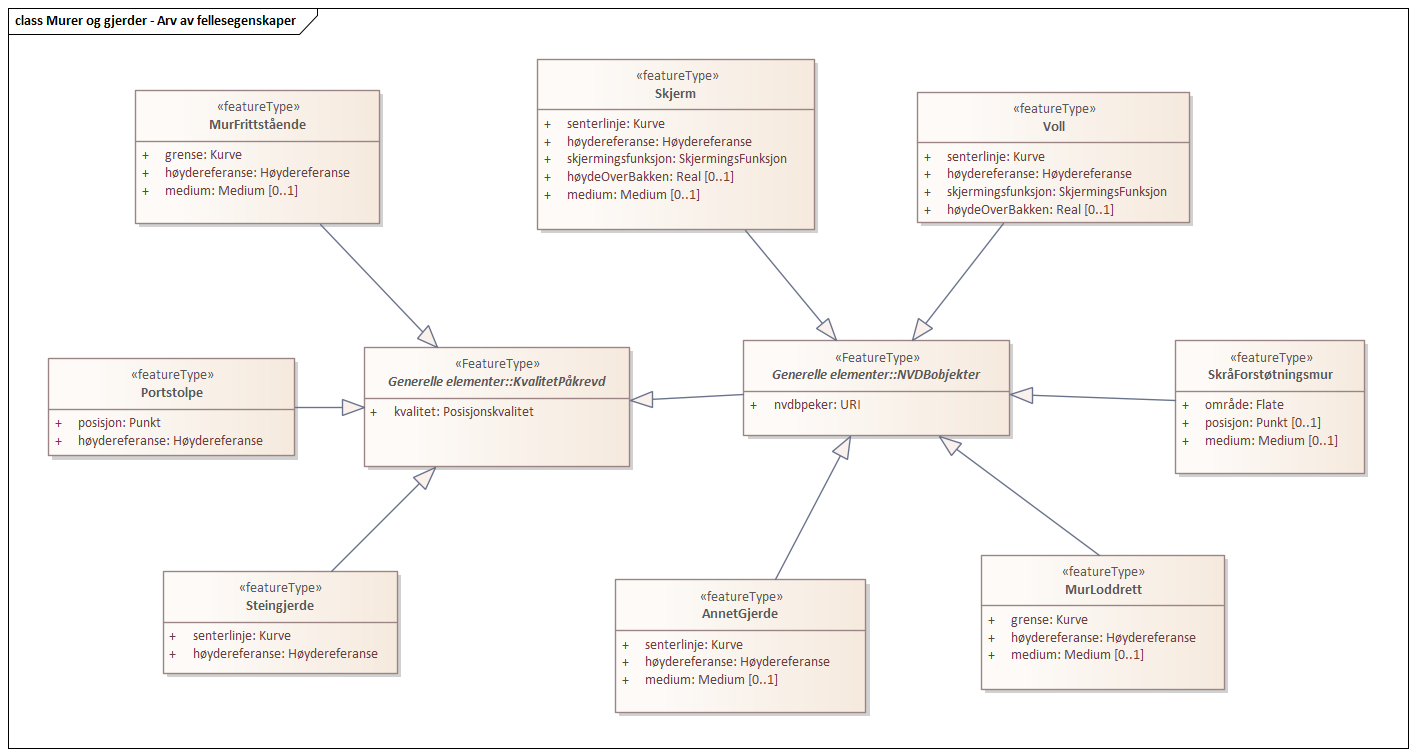 class Murer og gjerder - Arv av fellesegenskaper
«featureType»
MurFrittstående
+ grense: Kurve
+ høydereferanse: Høydereferanse
+ medium: Medium [0..1]
«featureType»
Skjerm
+ senterlinje: Kurve
+ høydereferanse: Høydereferanse
+ skjermingsfunksjon: SkjermingsFunksjon
+ høydeOverBakken: Real [0..1]
+ medium: Medium [0..1]
«featureType»
Voll
+ senterlinje: Kurve
+ høydereferanse: Høydereferanse
+ skjermingsfunksjon: SkjermingsFunksjon
+ høydeOverBakken: Real [0..1]
«featureType»
Portstolpe
+ posisjon: Punkt
+ høydereferanse: Høydereferanse
«FeatureType»
Generelle elementer::KvalitetPåkrevd
+ kvalitet: Posisjonskvalitet
«FeatureType»
Generelle elementer::NVDBobjekter
+ nvdbpeker: URI
«featureType»
SkråForstøtningsmur
+ område: Flate
+ posisjon: Punkt [0..1]
+ medium: Medium [0..1]
«featureType»
Steingjerde
+ senterlinje: Kurve
+ høydereferanse: Høydereferanse
«featureType»
AnnetGjerde
+ senterlinje: Kurve
+ høydereferanse: Høydereferanse
+ medium: Medium [0..1]
«featureType»
MurLoddrett
+ grense: Kurve
+ høydereferanse: Høydereferanse
+ medium: Medium [0..1]